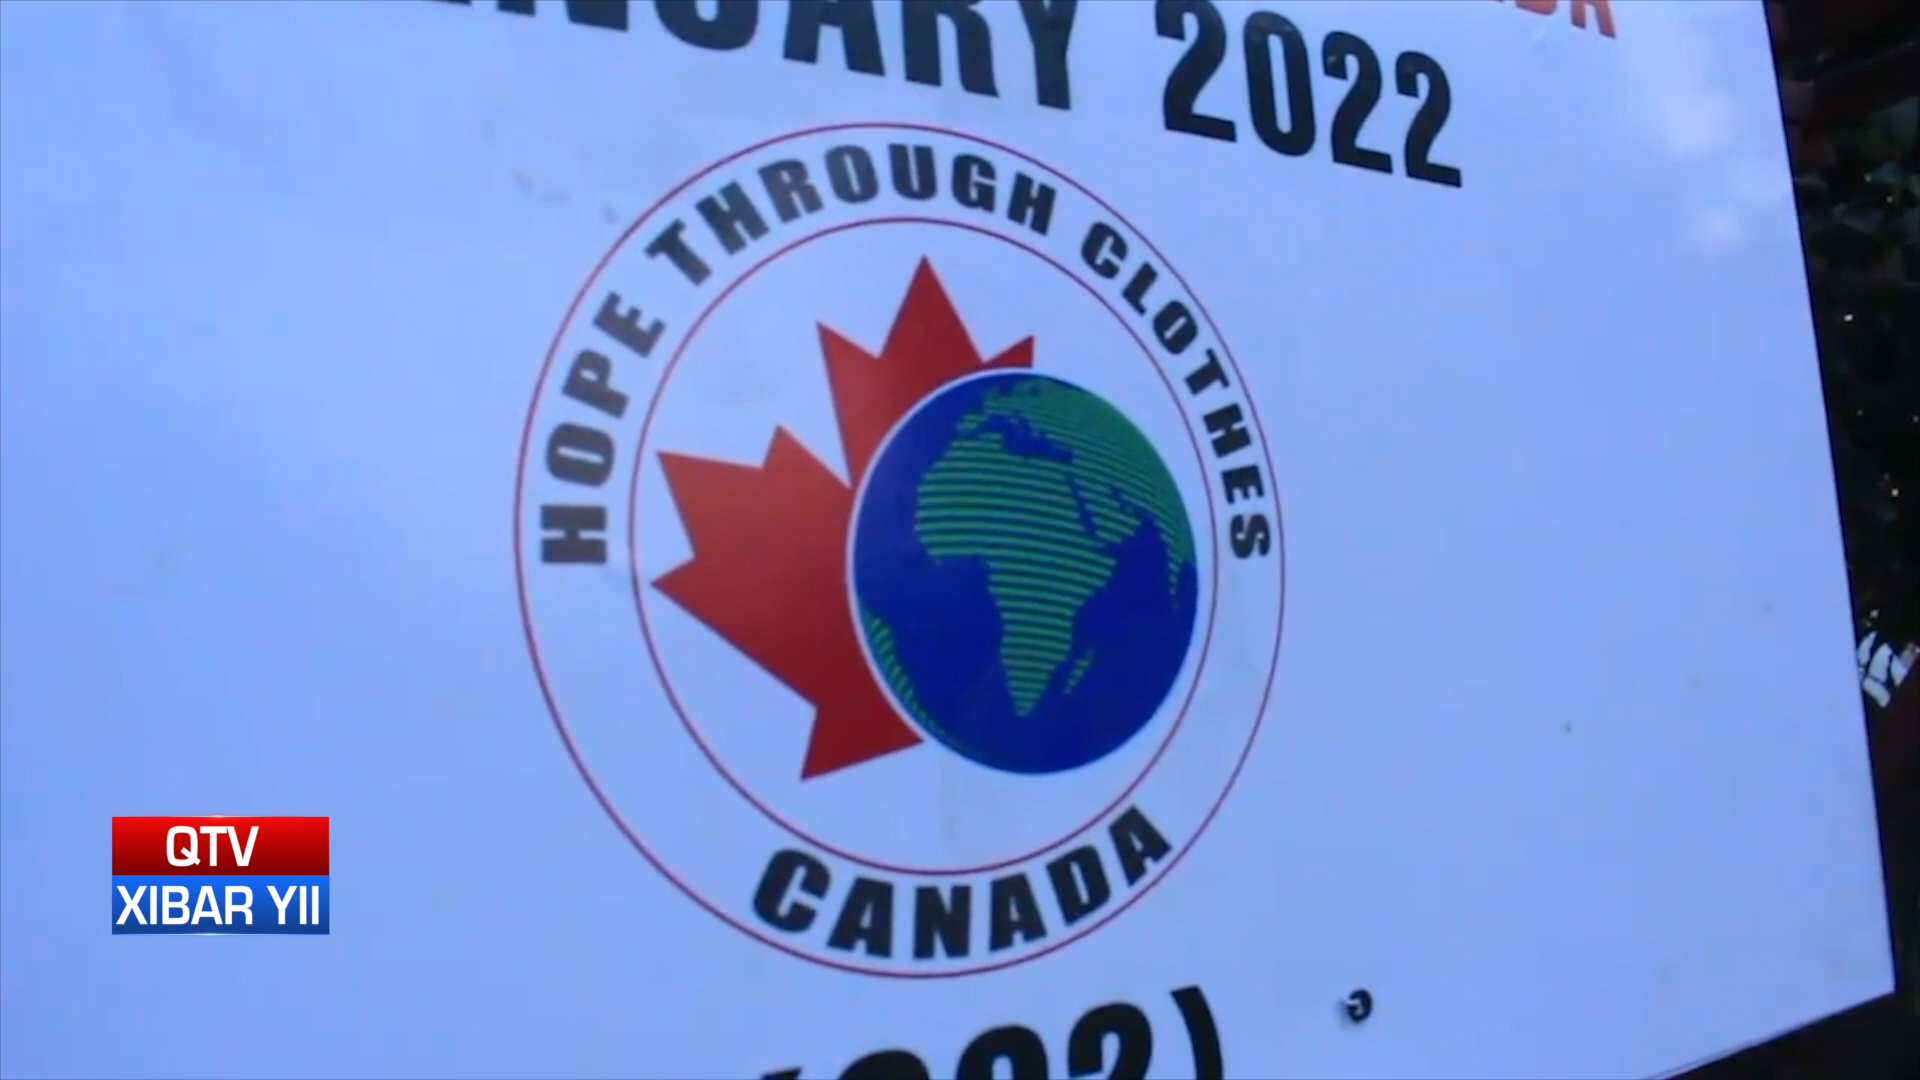 2022
HOPE THROUGH CLOTHES
CANADA
QTV
XIBAR YII